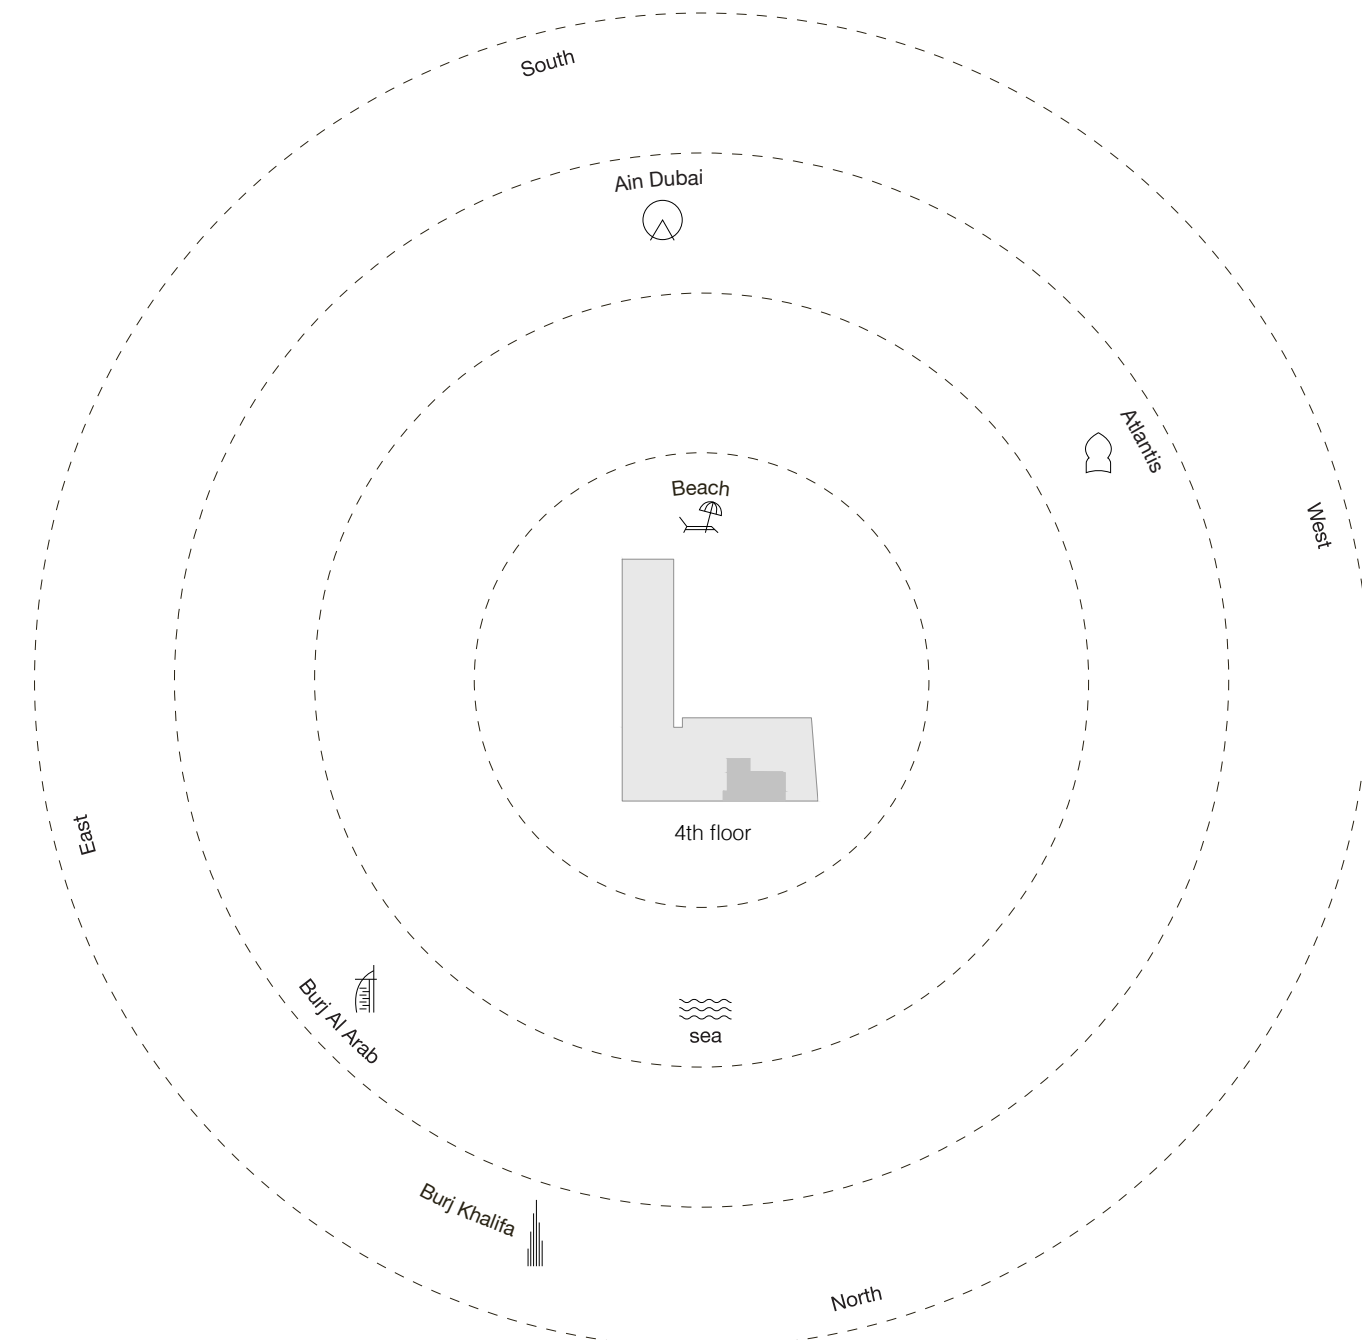 South
Ain Dubai
Atlantis
Beach
West
East
4th floor
Burj Al Arab
sea
Burj Khalifa
North